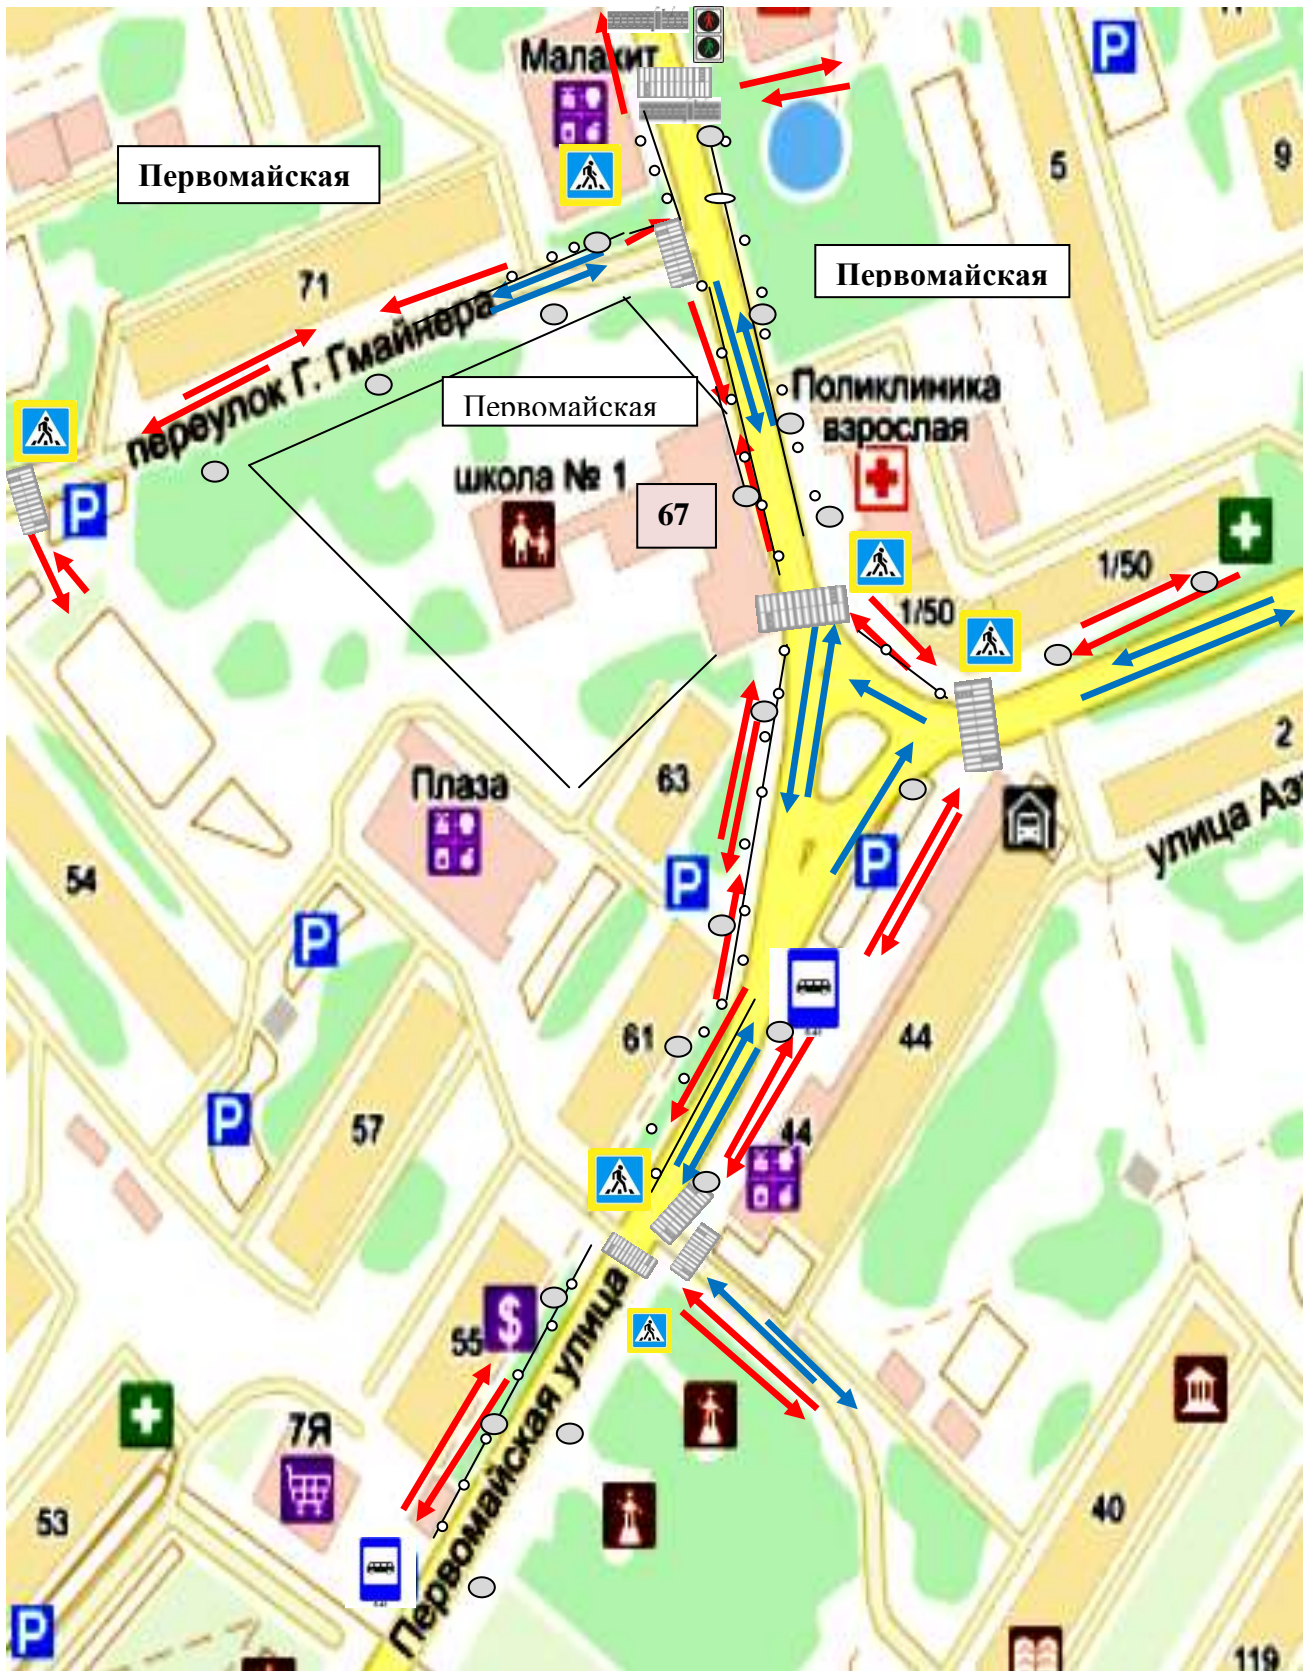 Малахит
P
9
5
Первомайская
71
Первомайская
переулок Г. Гмайнера
Первомайская
Поликлиника
взрослая
школа № 1
67
P
1/50
1/50
2
63
Плаза
улица Аз
54
P
P
P
61
44
P
57
44
55
$
Первомайская улица
7Я
53
40
P
119